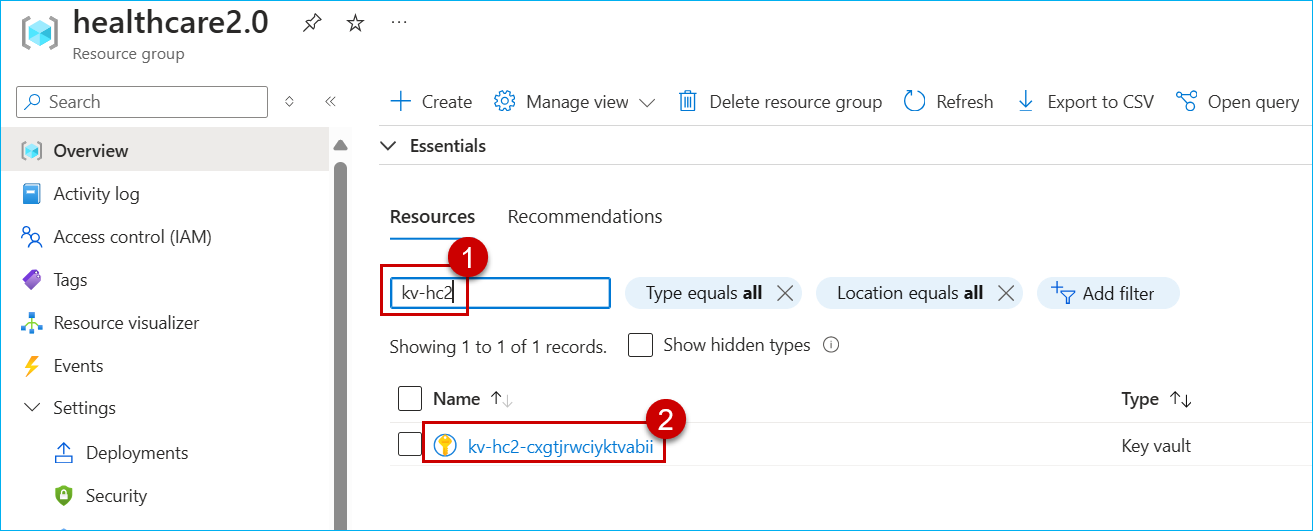 healthcare2.0
...
Resource group
Search
Overview
Activity log
Access control (IAM)
Tags
Resource visualizer
Events
Settings
Deployments
Security
Create
Manage view
Delete resource group
Refresh
Export to CSV
Open query
Essentials
Resources
Recommendations
1
kv-hc2
Type equals all
Location equals all
Add filter
Showing 1 to 1 of 1 records.
Show hidden types
Name
Type
2
kv-hc2-cxgtjrwciyktvabii
Key vault